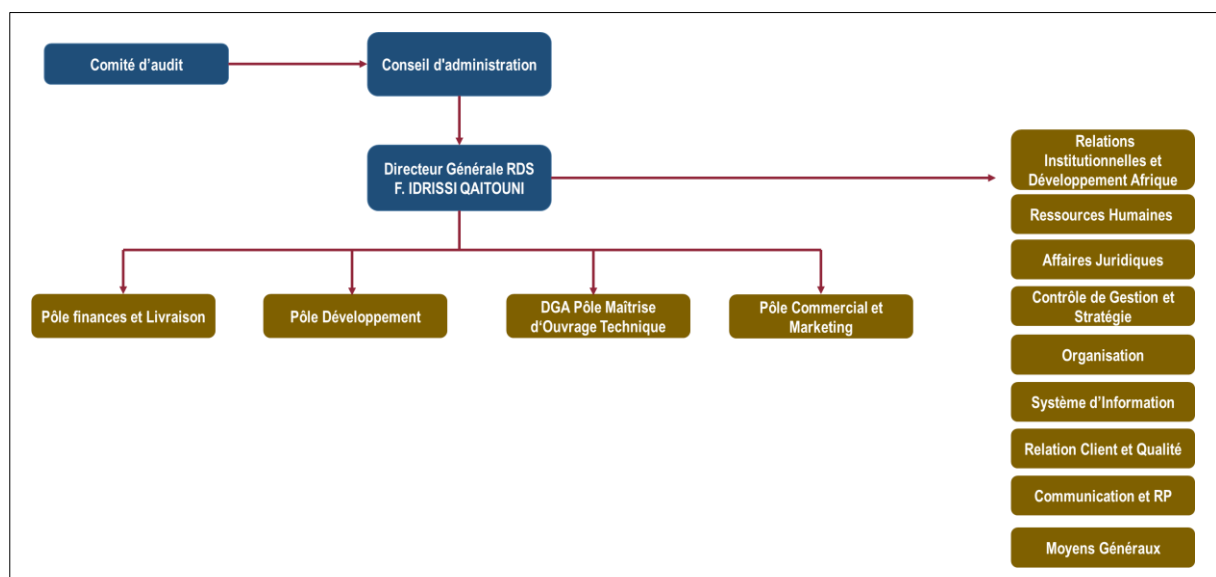 Comité d’audit
Conseil d'administration
Directeur Générale RDS
F. IDRISSI QAITOUNI
Pôle finances et Livraison
Pôle Développement
DGA Pôle Maîtrise
d‘Ouvrage Technique
Pôle Commercial et
Marketing
Relations
Institutionnelles et
Développement Afrique
Ressources Humaines
Affaires Juridiques
Contrôle de Gestion et
Stratégie
Organisation
Système d’Information
Relation Client et Qualité
Communication et RP
Moyens Généraux